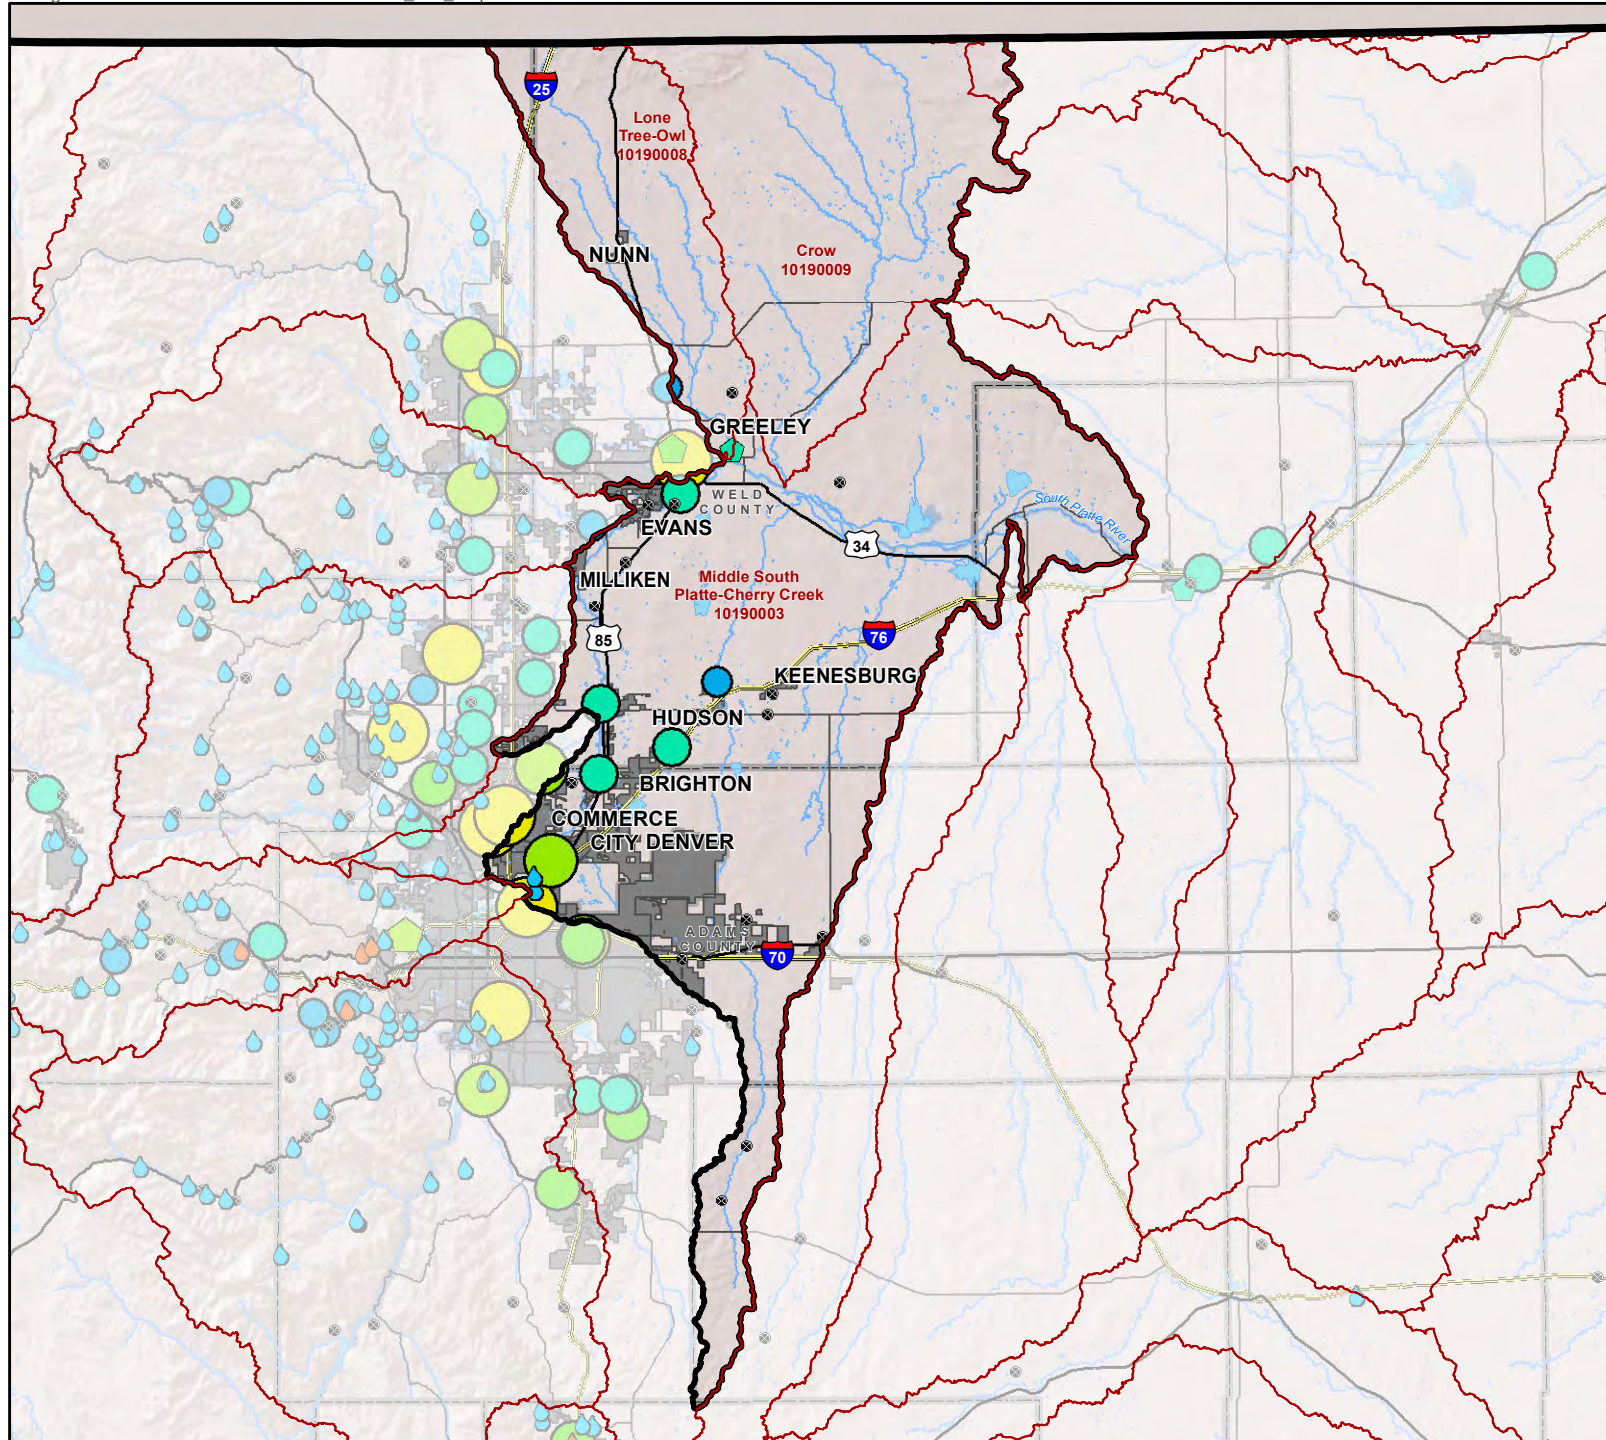 25
Lone
Tree-Owl
10190008
NUNN
Crow
10190009
GREELEY
WELD
COUNTY
South Platte River
EVANS
34
MILLIKEN
Middle South
Platte-Cherry Creek
10190003
85
76
KEENESBURG
HUDSON
BRIGHTON
COMMERCE
CITY
DENVER
ADAMS
COUNTY
70